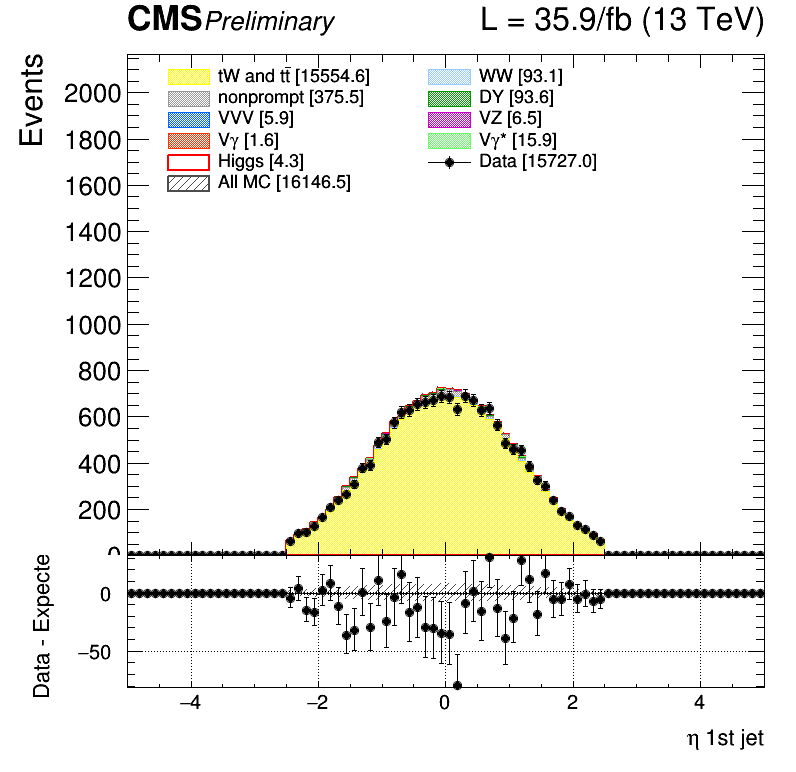 CMS Preliminary L = 35.9/fb (13 TeV)
Events
tW and tt̄ [15554.6] WW [93.1]
nonprompt [375.5] DY [93.6]
VVV [5.9] VZ [6.5]
Vγ [1.6] Vγ* [15.9]
Higgs [4.3] Data [15727.0]
All MC [16146.5]
2000
1800
1600
1400
1200
1000
800
600
400
200
0
Data - Expecte
0
−50
−4 −2 0 2 4
η 1st jet